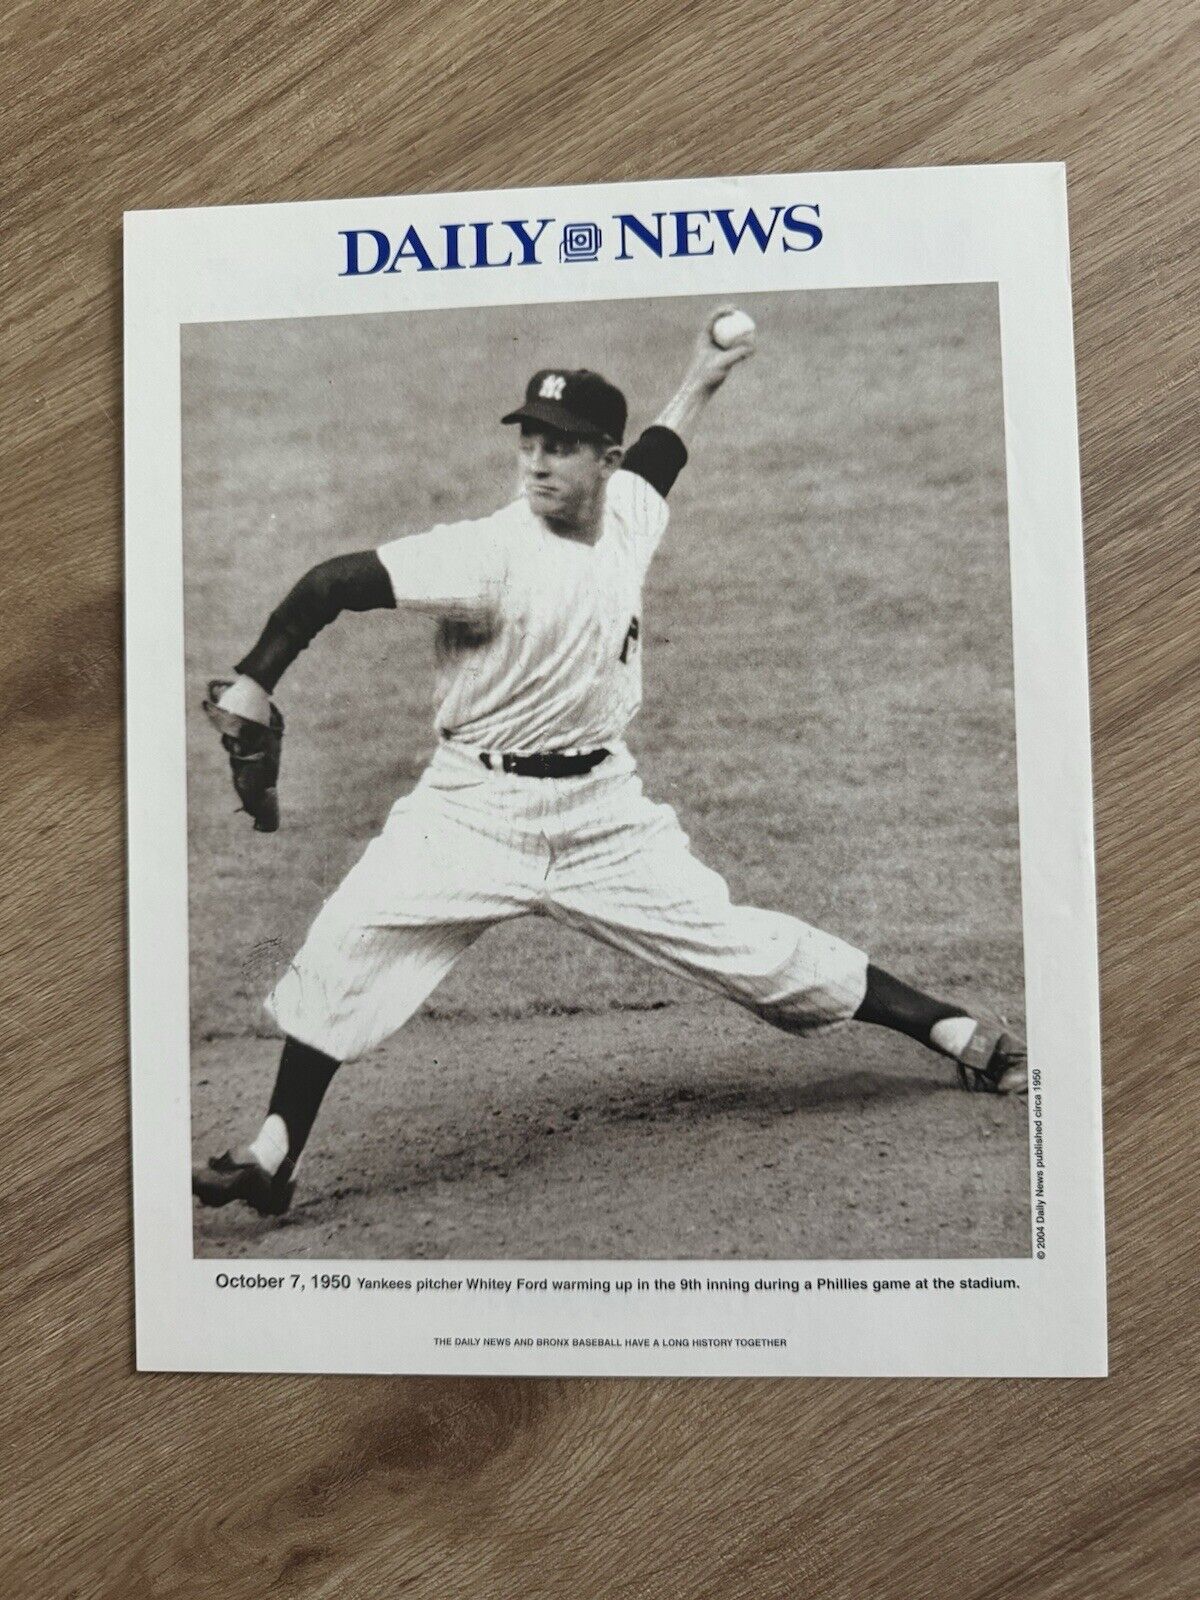 DAILY NEWS
NY
© 2004 Daily News published circa 1950
October 7, 1950 Yankees pitcher Whitey Ford warming up in the 9th inning during a Phillies game at the stadium.
THE DAILY NEWS AND BRONX BASEBALL HAVE A LONG HISTORY TOGETHER